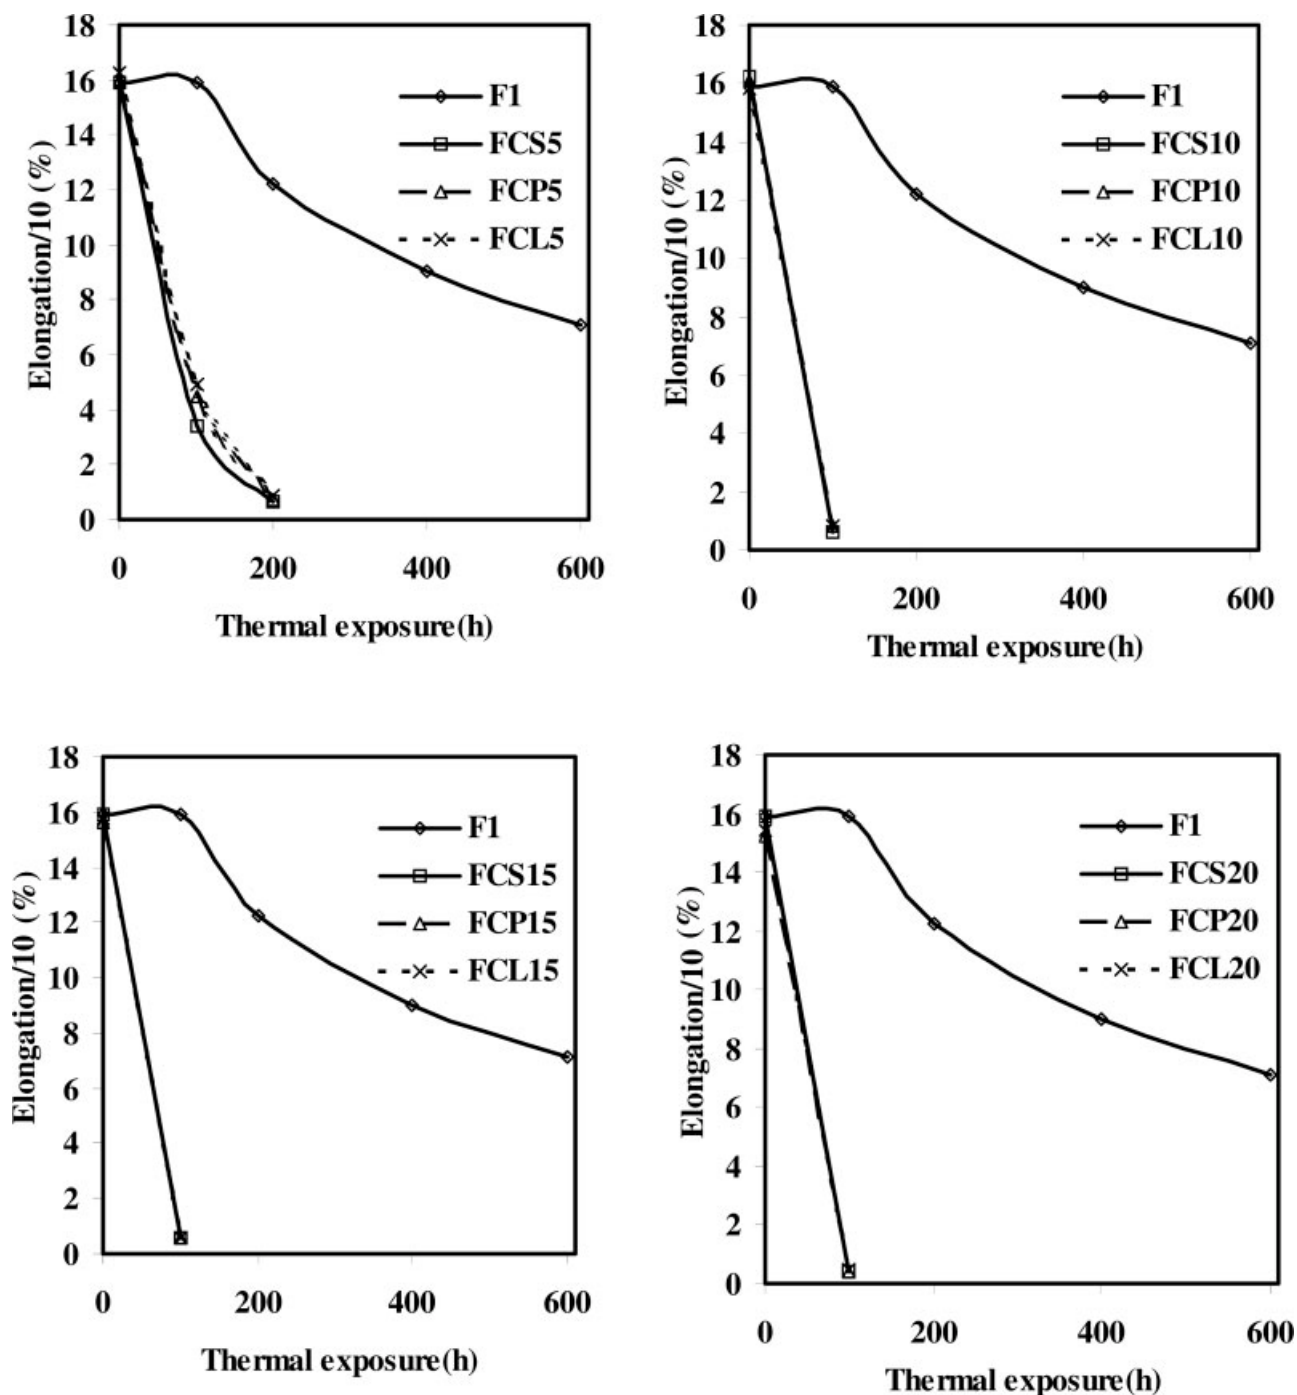 18
16
14
12
10
8
6
4
2
0
Elongation/10 (%)
F1
FCS5
FCP5
FCL5
0 200 400 600
Thermal exposure(h)
18
16
14
12
10
8
6
4
2
0
Elongation/10 (%)
F1
FCS10
FCP10
FCL10
0 200 400 600
Thermal exposure(h)
18
16
14
12
10
8
6
4
2
0
Elongation/10 (%)
F1
FCS15
FCP15
FCL15
0 200 400 600
Thermal exposure(h)
18
16
14
12
10
8
6
4
2
0
Elongation/10 (%)
F1
FCS20
FCP20
FCL20
0 200 400 600
Thermal exposure(h)